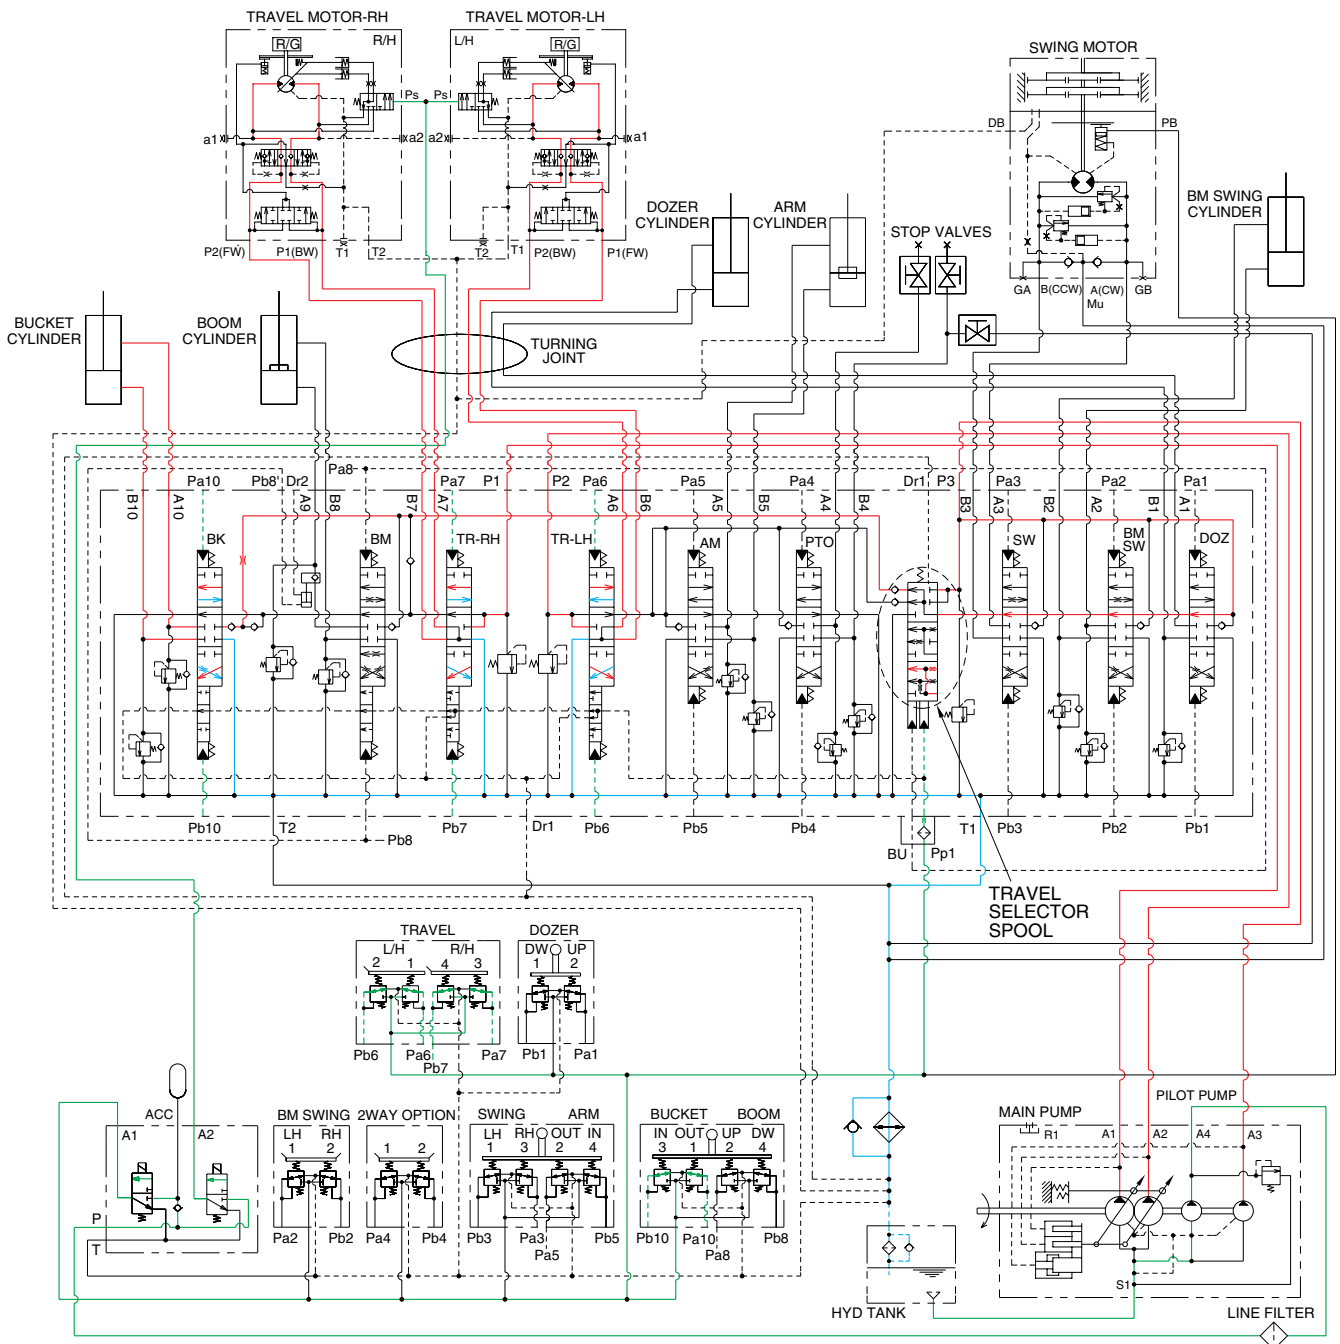 TRAVEL MOTOR-RH
TRAVEL MOTOR-LH
R/G
R/H
L/H
R/G
SWING MOTOR
Ps
Ps
a1
a2
a2
a1
DB
PB
P2(FW)
P1(BW)
T1
T2
T2
T1
P2(BW)
P1(FW)
DOZER
CYLINDER
ARM
CYLINDER
STOP VALVES
BM SWING
CYLINDER
GA
B(CCW)
A(CW)
Mu
GB
BUCKET
CYLINDER
BOOM
CYLINDER
TURNING
JOINT
Pa10
Pb8'
Dr2
Pa8
Pa7
P1
P2
Pa6
Pa5
Pa4
Dr1
P3
Pa3
Pa2
Pa1
B10
A10
A9
B8
B7
A7
A6
B6
A5
B5
A4
B4
B3
A3
B2
A2
B1
A1
BK
BM
TR-RH
TR-LH
AM
PTO
SW
BM
SW
DOZ
Pb10
T2
Pb8
Pb7
Dr1
Pb6
Pb5
Pb4
BU
Pp1
T1
Pb3
Pb2
Pb1
TRAVEL
SELECTOR
SPOOL
TRAVEL
L/H
R/H
2
1
4
3
Pb6
Pa6
Pb7
Pa7
DOZER
DW
UP
1
2
Pb1
Pa1
ACC
A1
A2
P
T
BM SWING
LH
RH
1
2
Pa2
Pb2
2WAY OPTION
1
2
Pa4
Pb4
SWING
ARM
LH
RH
OUT
IN
1
3
2
4
Pb3
Pa3
Pa5
Pb5
BUCKET
BOOM
IN
OUT
UP
DW
3
1
2
4
Pb10
Pa10
Pa8
Pb8
PILOT PUMP
MAIN PUMP
R1
A1
A2
A4
A3
S1
HYD TANK
LINE FILTER